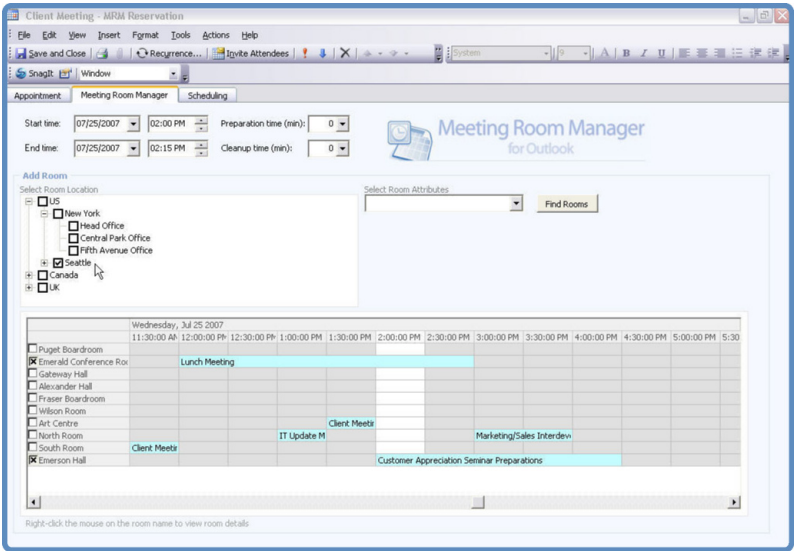 Client Meeting - MRM Reservation
File Edit View Insert Format Tools Actions Help
Save and Close Recurrence... Invite Attendees System 9 A B I U
SnagIt Window
Appointment Meeting Room Manager Scheduling
Start time: 07/25/2007 02:00 PM Preparation time (min): 0
End time: 07/25/2007 02:15 PM Cleanup time (min): 0
Meeting Room Manager
for Outlook
Add Room
Select Room Location Select Room Attributes
US
Find Rooms
New York
Head Office
Central Park Office
Fifth Avenue Office
Seattle
Canada
UK
Wednesday, Jul 25 2007
11:30:00 AM 12:00:00 PM 12:30:00 PM 1:00:00 PM 1:30:00 PM 2:00:00 PM 2:30:00 PM 3:00:00 PM 3:30:00 PM 4:00:00 PM 4:30:00 PM 5:00:00 PM 5:30
Puget Boardroom
Emerald Conference Roo Lunch Meeting
Gateway Hall
Alexander Hall
Fraser Boardroom
Wilson Room
Art Centre Client Meetin
North Room IT Update M Marketing/Sales Interdeve
South Room Client Meetin
Emerson Hall Customer Appreciation Seminar Preparations
Right-click the mouse on the room name to view room details